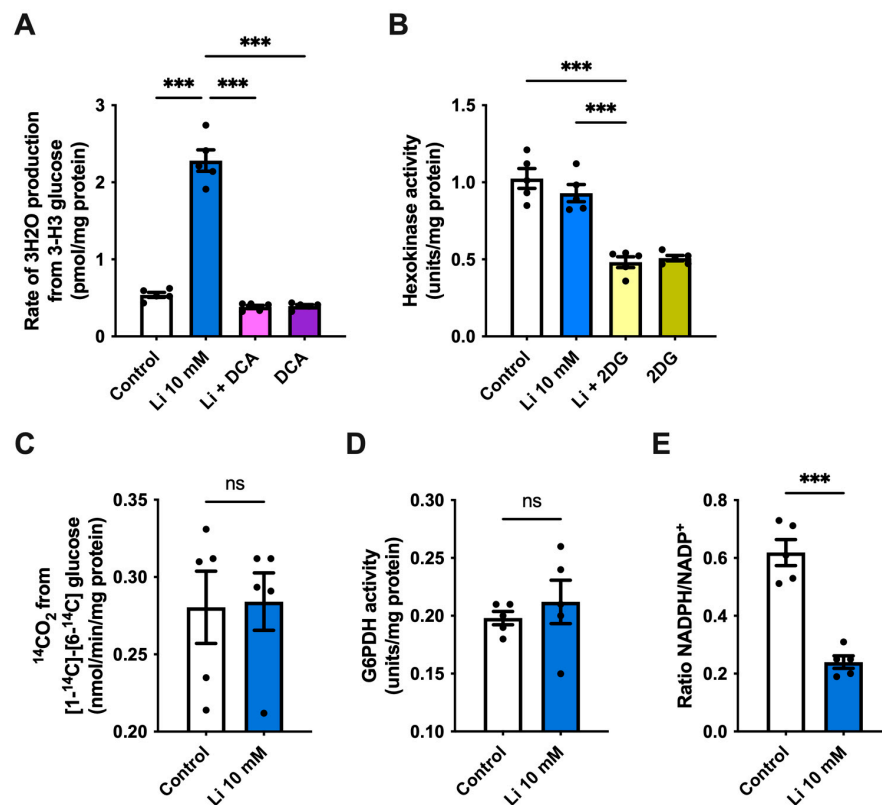 A
***
***
***
Rate of 3H2O production
from 3-H3 glucose
(pmol/mg protein)
3
2
1
0
Control
Li 10 mM
Li + DCA
DCA
B
***
***
Hexokinase activity
(units/mg protein)
1.5
1.0
0.5
0.0
Control
Li 10 mM
Li + 2DG
2DG
C
ns
¹⁴CO₂ from
[1-¹⁴C]-[6-¹⁴C] glucose
(nmol/min/mg protein)
0.35
0.30
0.25
0.20
Control
Li 10 mM
D
ns
G6PDH activity
(units/mg protein)
0.30
0.25
0.20
0.15
0.10
Control
Li 10 mM
E
***
Ratio NADPH/NADP⁺
0.8
0.6
0.4
0.2
0.0
Control
Li 10 mM